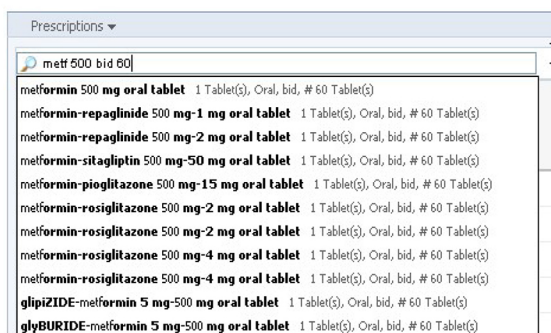 Prescriptions
metf 500 bid 60
metformin 500 mg oral tablet 1 Tablet(s), Oral, bid, # 60 Tablet(s)
metformin-repaglinide 500 mg-1 mg oral tablet 1 Tablet(s), Oral, bid, # 60 Tablet(s)
metformin-repaglinide 500 mg-2 mg oral tablet 1 Tablet(s), Oral, bid, # 60 Tablet(s)
metformin-sitagliptin 500 mg-50 mg oral tablet 1 Tablet(s), Oral, bid, # 60 Tablet(s)
metformin-pioglitazone 500 mg-15 mg oral tablet 1 Tablet(s), Oral, bid, # 60 Tablet(s)
metformin-rosiglitazone 500 mg-2 mg oral tablet 1 Tablet(s), Oral, bid, # 60 Tablet(s)
metformin-rosiglitazone 500 mg-2 mg oral tablet 1 Tablet(s), Oral, bid, # 60 Tablet(s)
metformin-rosiglitazone 500 mg-4 mg oral tablet 1 Tablet(s), Oral, bid, # 60 Tablet(s)
metformin-rosiglitazone 500 mg-4 mg oral tablet 1 Tablet(s), Oral, bid, # 60 Tablet(s)
glipiZIDE-metformin 5 mg-500 mg oral tablet 1 Tablet(s), Oral, bid, # 60 Tablet(s)
glyBURIDE-metformin 5 mg-500 mg oral tablet 1 Tablet(s), Oral, bid, # 60 Tablet(s)